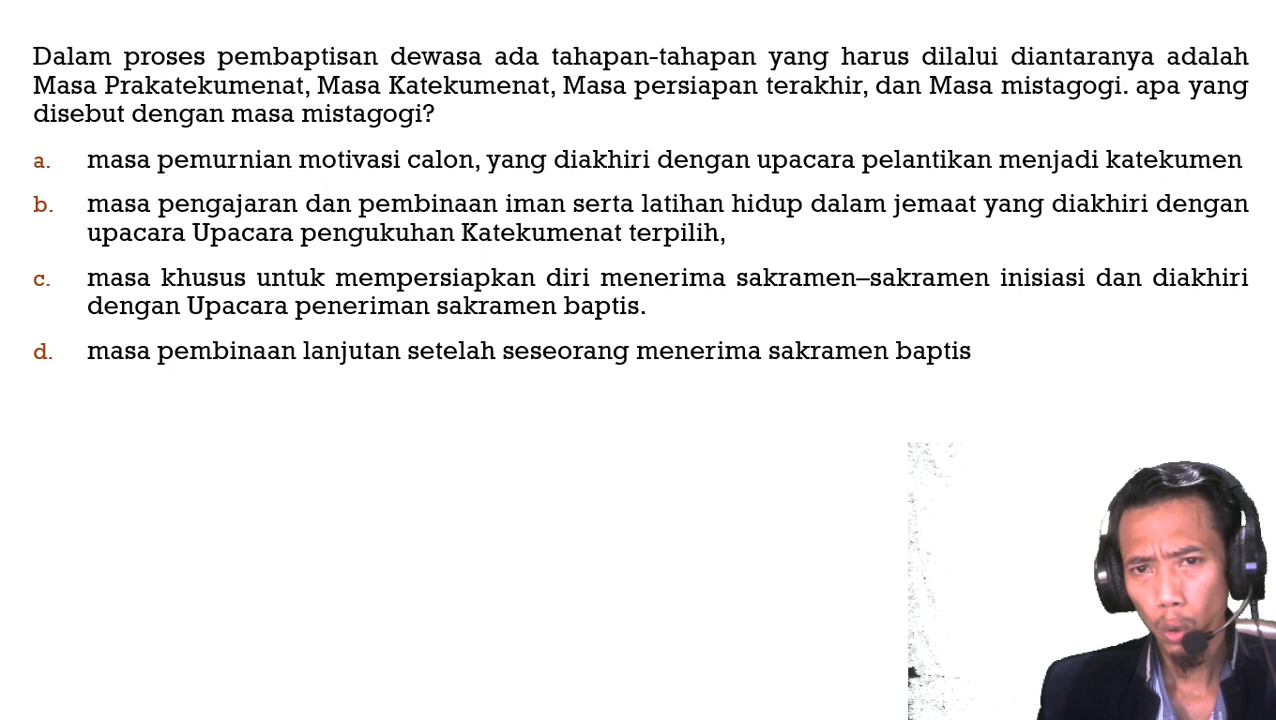 Dalam proses pembaptisan dewasa ada tahapan-tahapan yang harus dilalui diantaranya adalah
Masa Prakatekumenat, Masa Katekumenat, Masa persiapan terakhir, dan Masa mistagogi. apa yang
disebut dengan masa mistagogi?
a. masa pemurnian motivasi calon, yang diakhiri dengan upacara pelantikan menjadi katekumen
b. masa pengajaran dan pembinaan iman serta latihan hidup dalam jemaat yang diakhiri dengan
upacara Upacara pengukuhan Katekumenat terpilih,
c. masa khusus untuk mempersiapkan diri menerima sakramen–sakramen inisiasi dan diakhiri
dengan Upacara peneriman sakramen baptis.
d. masa pembinaan lanjutan setelah seseorang menerima sakramen baptis